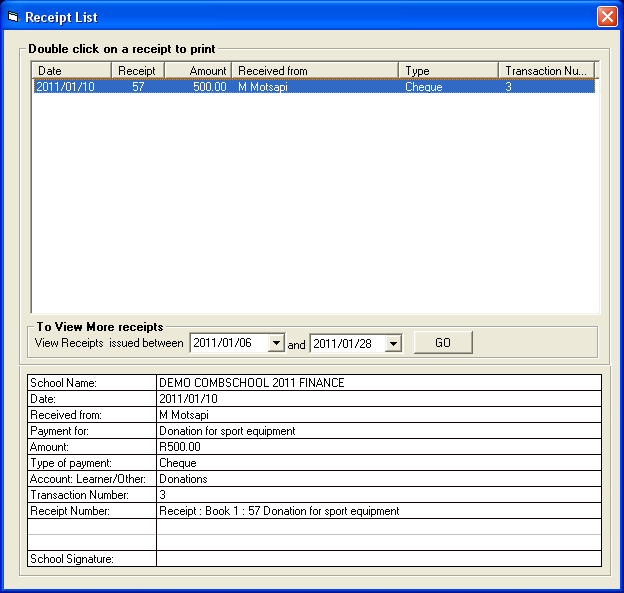 Receipt List
Double click on a receipt to print
Date Receipt Amount Received from Type Transaction Nu...
2011/01/10 57 500.00 M Motsapi Cheque 3
To View More receipts
View Receipts issued between 2011/01/06 and 2011/01/28 GO
School Name: DEMO COMBSCHOOL 2011 FINANCE
Date: 2011/01/10
Received from: M Motsapi
Payment for: Donation for sport equipment
Amount: R500.00
Type of payment: Cheque
Account: Learner/Other: Donations
Transaction Number: 3
Receipt Number: Receipt : Book 1 : 57 Donation for sport equipment
School Signature: